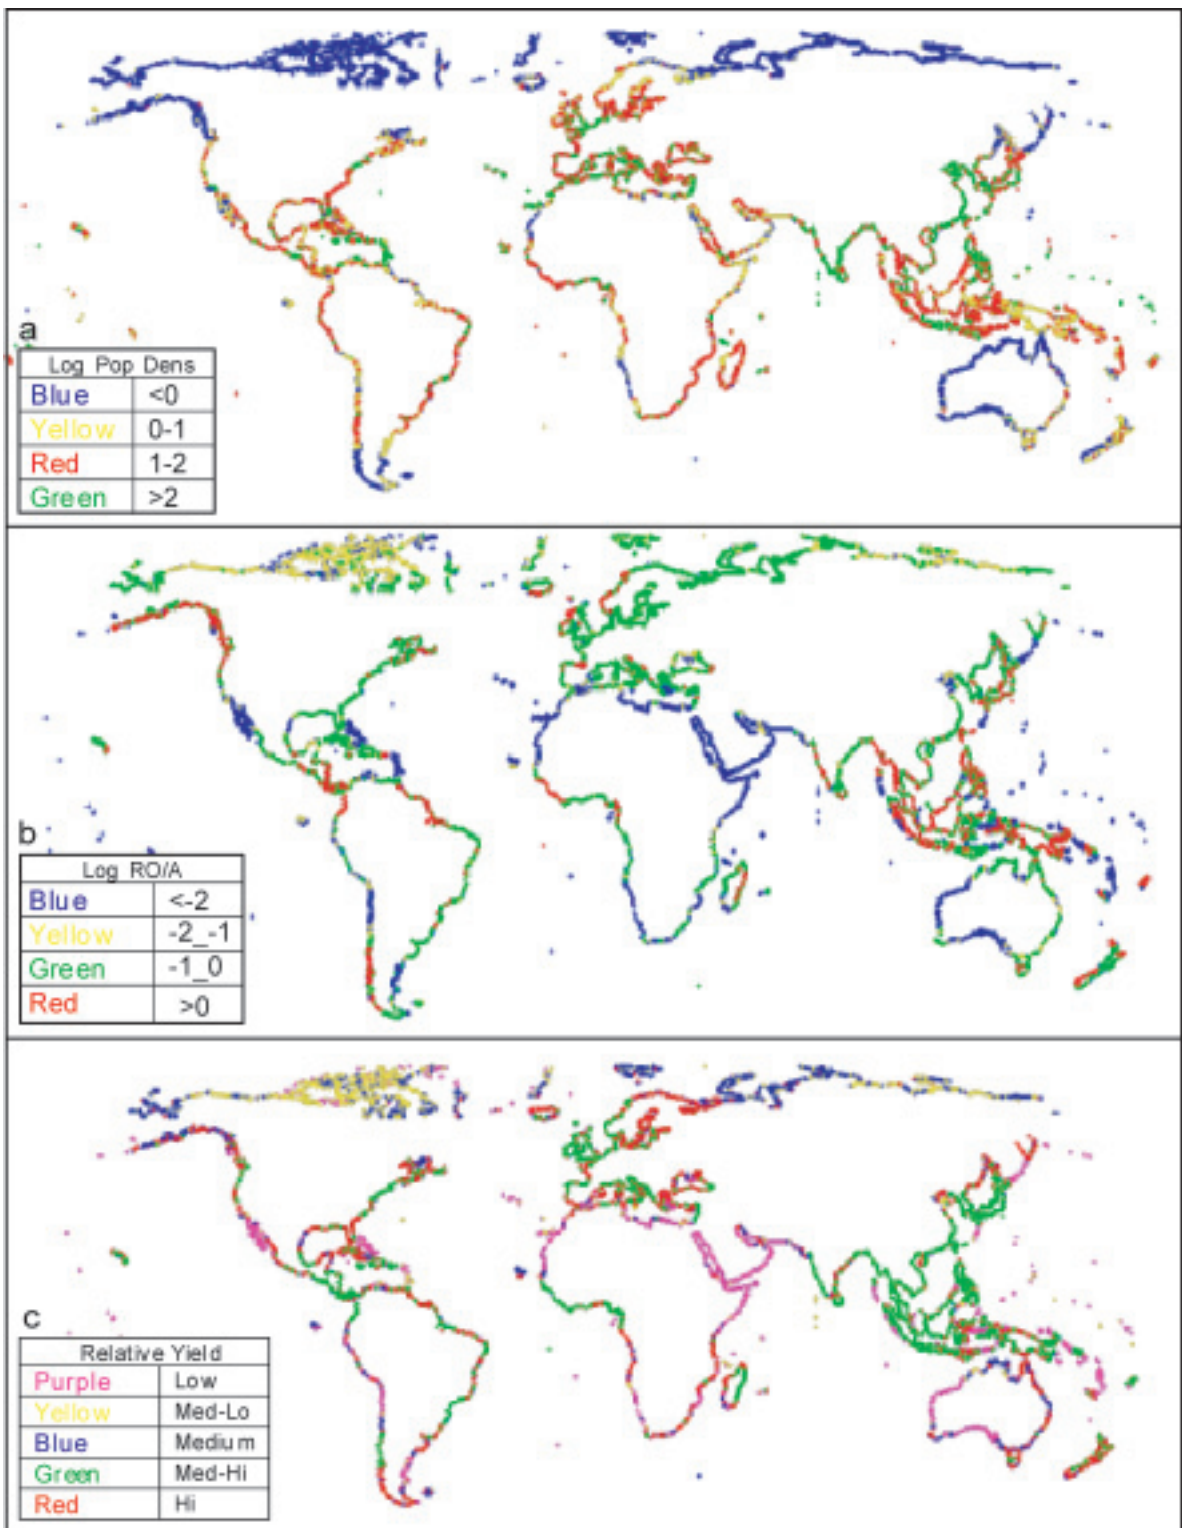 a
Log Pop Dens
Blue <0
Yellow 0-1
Red 1-2
Green >2
b
Log RO/A
Blue <-2
Yellow -2_-1
Green -1_0
Red >0
c
Relative Yield
Purple Low
Yellow Med-Lo
Blue Medium
Green Med-Hi
Red Hi